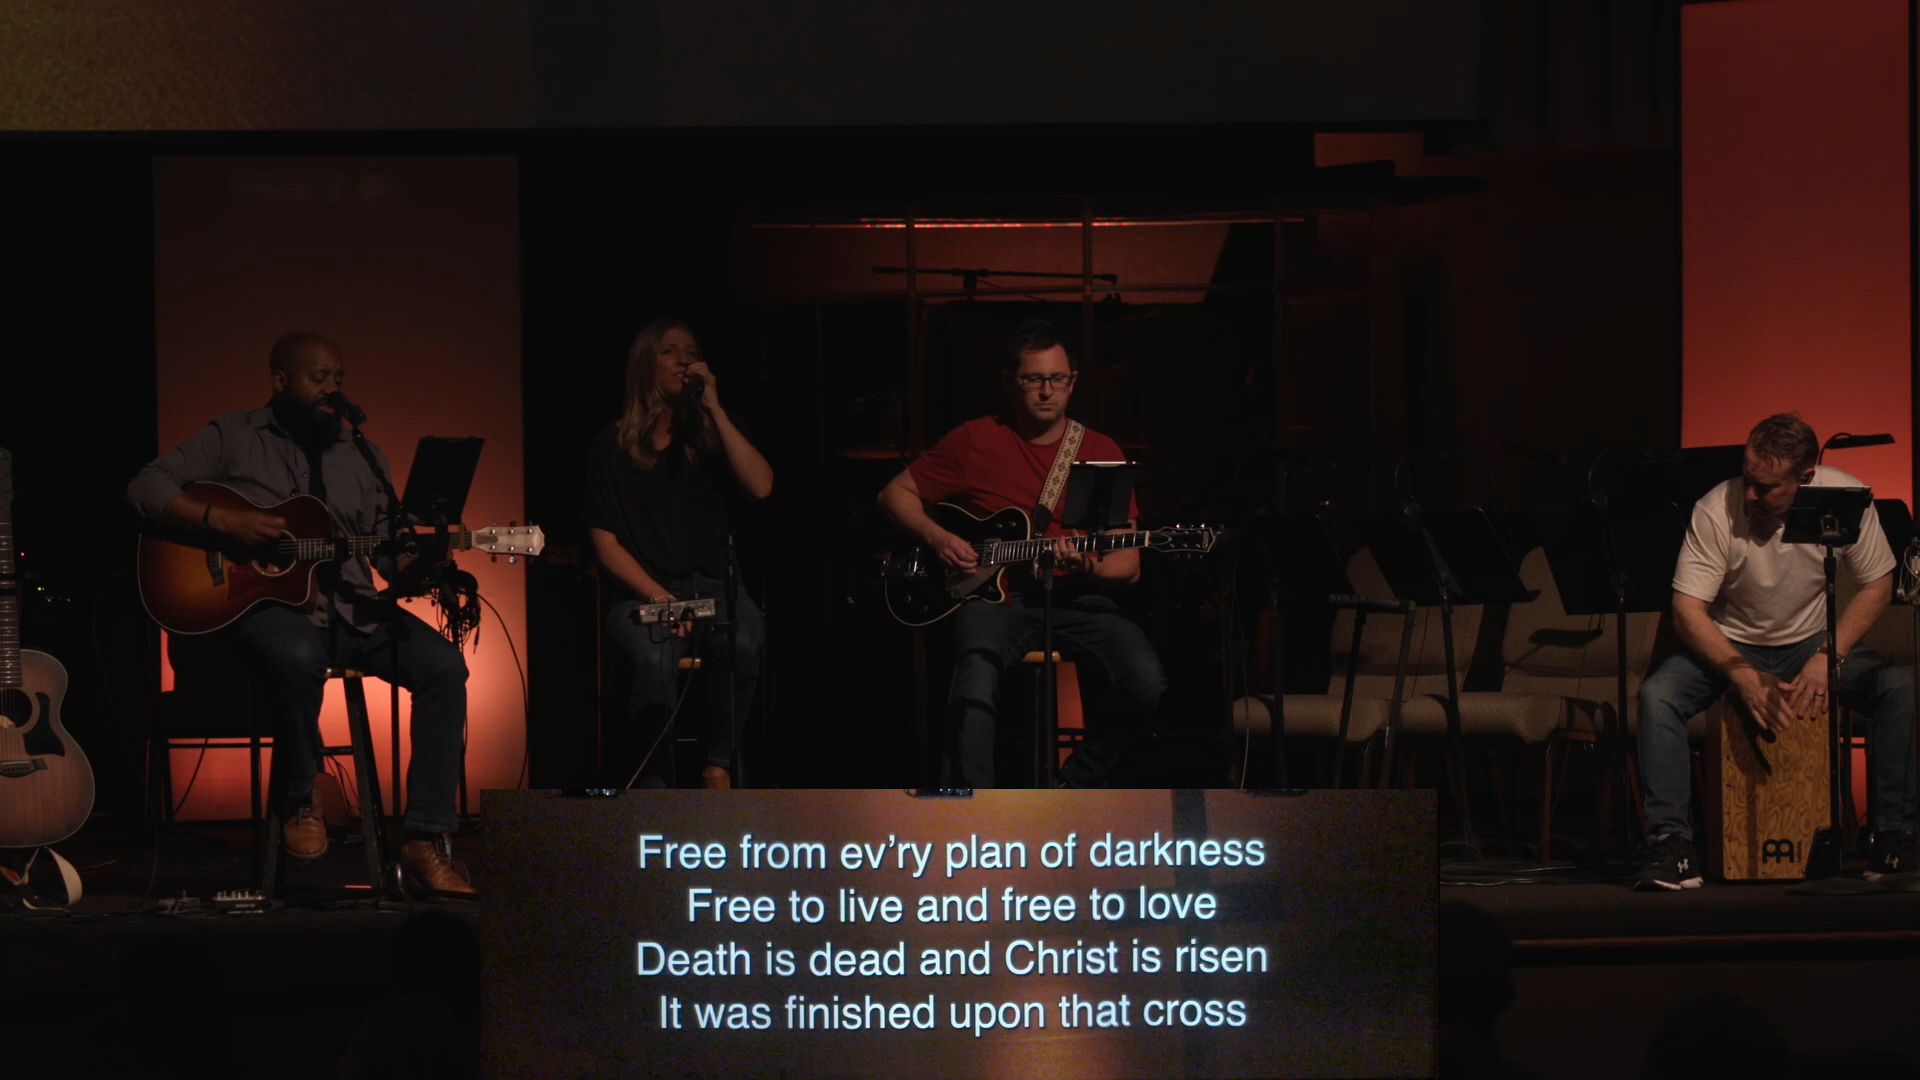 Free from ev’ry plan of darkness
Free to live and free to love
Death is dead and Christ is risen
It was finished upon that cross